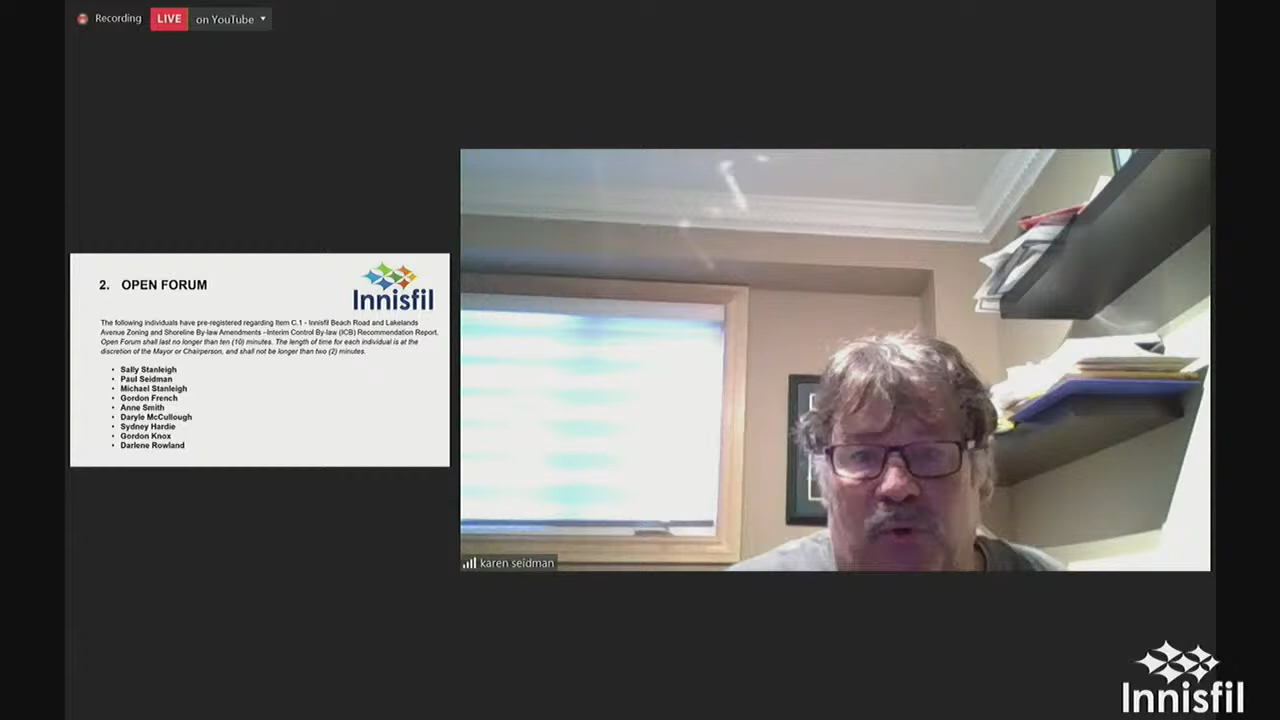 Recording
LIVE on YouTube
2. OPEN FORUM
Innisfil
The following individuals have pre-registered regarding Item C.1 - Innisfil Beach Road and Lakelands
Avenue Zoning and Shoreline By-law Amendments –Interim Control By-law (ICB) Recommendation Report.
Open Forum shall last no longer than ten (10) minutes. The length of time for each individual is at the
discretion of the Mayor or Chairperson, and shall not be longer than two (2) minutes.
• Sally Stanleigh
• Paul Seidman
• Michael Stanleigh
• Gordon French
• Anne Smith
• Daryle McCullough
• Sydney Hardie
• Gordon Knox
• Darlene Rowland
karen seidman
Innisfil